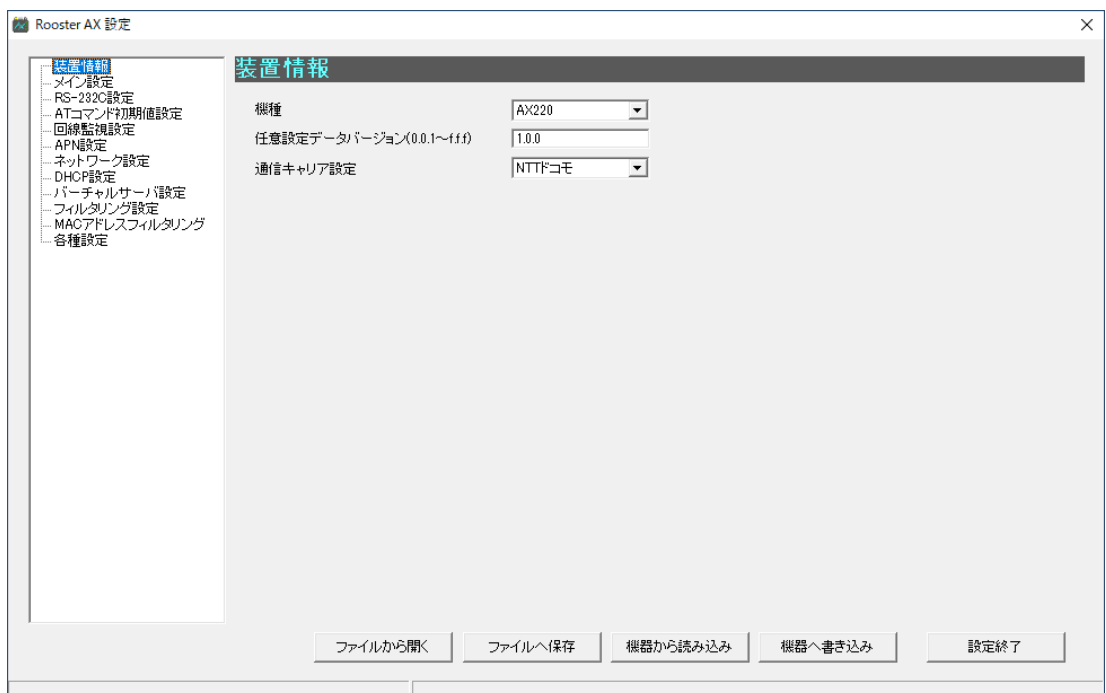 Rooster AX 設定
装置情報
メイン設定
RS-232C設定
ATコマンド初期値設定
回線監視設定
APN設定
ネットワーク設定
DHCP設定
バーチャルサーバ設定
フィルタリング設定
MACアドレスフィルタリング
各種設定
装置情報
機種 AX220
任意設定データバージョン(0.0.1~f.f.f) 1.0.0
通信キャリア設定 NTTドコモ
ファイルから開く ファイルへ保存 機器から読み込み 機器へ書き込み 設定終了